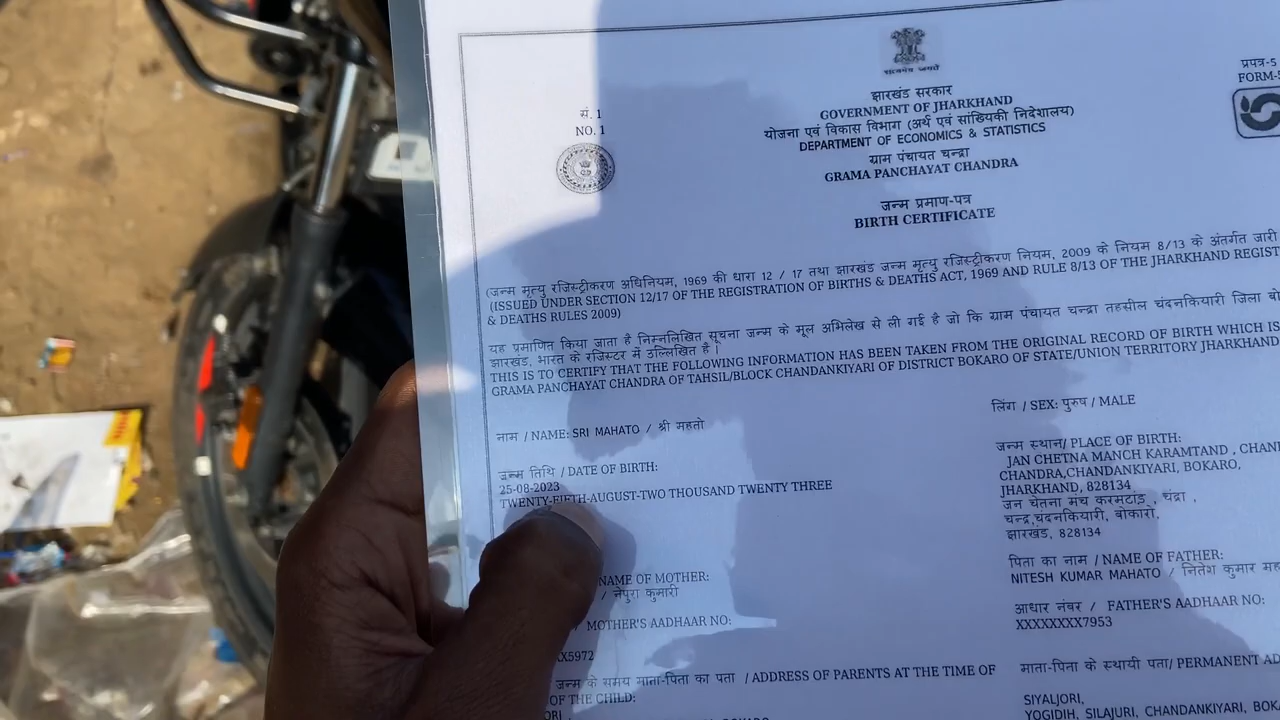 सत्यमेव जयते
प्रपत्र-5
झारखंड सरकार
सं. 1
GOVERNMENT OF JHARKHAND
NO. 1
योजना एवं विकास विभाग (अर्थ एवं सांख्यिकी निदेशालय)
DEPARTMENT OF ECONOMICS & STATISTICS
ग्राम पंचायत चन्द्रा
GRAMA PANCHAYAT CHANDRA
जन्म प्रमाण-पत्र
BIRTH CERTIFICATE
(जन्म मृत्यु रजिस्ट्रीकरण अधिनियम, 1969 की धारा 12 / 17 तथा झारखंड जन्म मृत्यु रजिस्ट्रीकरण नियम, 2009 के नियम 8/13 के अंतर्गत जारी
(ISSUED UNDER SECTION 12/17 OF THE REGISTRATION OF BIRTHS & DEATHS ACT, 1969 AND RULE 8/13 OF THE JHARKHAND
& DEATHS RULES 2009)
यह प्रमाणित किया जाता है निम्नलिखित सूचना जन्म के मूल अभिलेख से ली गई है जो कि ग्राम पंचायत चन्द्रा तहसील चंदनकियारी जिला
झारखंड, भारत के रजिस्टर में उल्लिखित है |
THIS IS TO CERTIFY THAT THE FOLLOWING INFORMATION HAS BEEN TAKEN FROM THE ORIGINAL RECORD OF BIRTH WHICH IS
GRAMA PANCHAYAT CHANDRA OF TAHSIL/BLOCK CHANDANKIYARI OF DISTRICT BOKARO OF STATE/UNION TERRITORY JHARKHAND
लिंग / SEX: पुरुष / MALE
नाम / NAME: SRI MAHATO / श्री महतो
जन्म तिथि / DATE OF BIRTH:
25-08-2023
TWENTY-FIFTH-AUGUST-TWO THOUSAND TWENTY THREE
जन्म स्थान/ PLACE OF BIRTH:
JAN CHETNA MANCH KARAMTAND ,
CHANDRA,CHANDANKIYARI, BOKARO,
JHARKHAND, 828134
जन चेतना मंच करमटांड़ , चंद्रा ,
चन्द्र,चंदनकियारी, बोकारो,
झारखंड, 828134
NAME OF MOTHER:
/ नेपुरा कुमारी
पिता का नाम / NAME OF FATHER:
NITESH KUMAR MAHATO / नितेश कुमार
/ MOTHER'S AADHAAR NO:
X5972
आधार नंबर / FATHER'S AADHAAR NO:
XXXXXXXX7953
जन्म के समय माता-पिता का पता / ADDRESS OF PARENTS AT THE TIME OF
OF THE CHILD:
माता-पिता के स्थायी पता/ PERMANENT
SIYALJORI,
YOGIDIH, SILAJURI, CHANDANKIYARI,